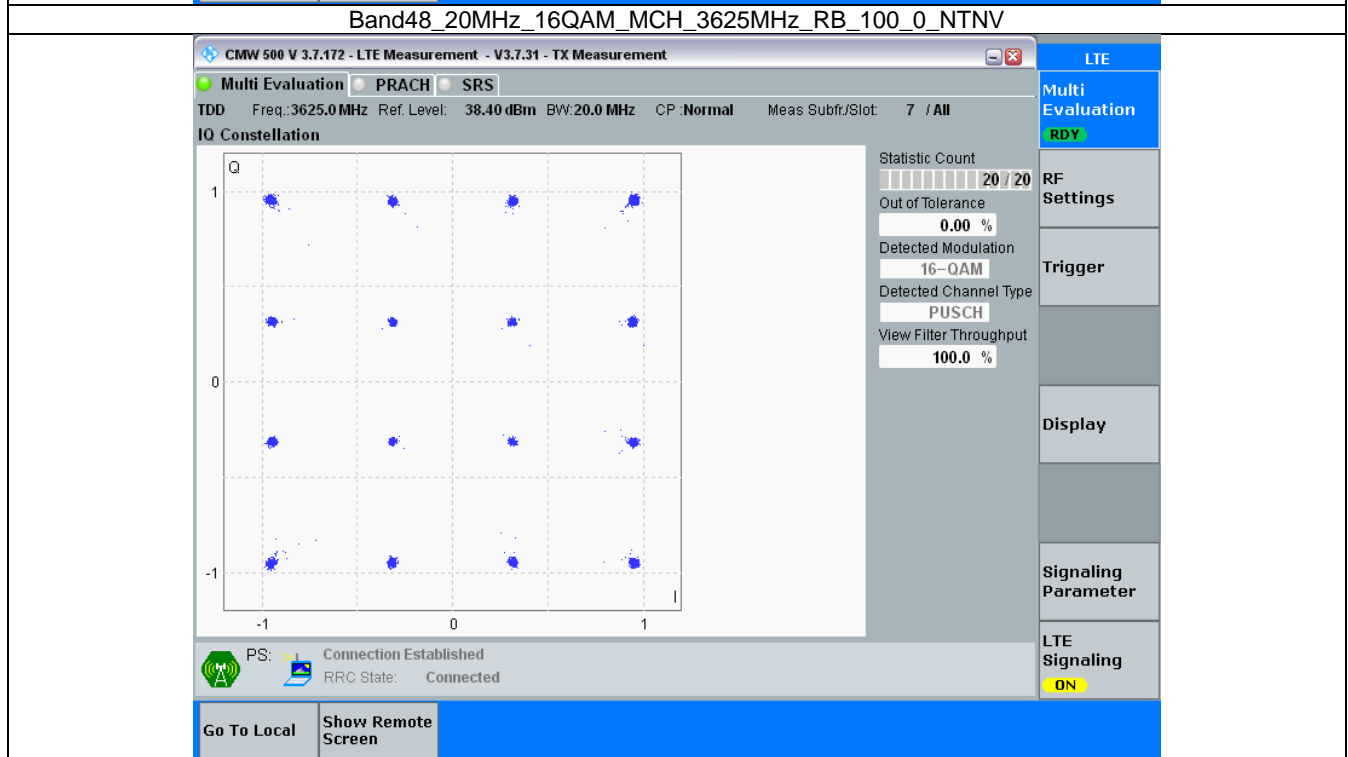 Band48_20MHz_16QAM_MCH_3625MHz_RB_100_0_NTNV
CMW 500 V 3.7.172 - LTE Measurement - V3.7.31 - TX Measurement
LTE
Multi Evaluation PRACH SRS
TDD Freq.:3625.0 MHz Ref. Level: 38.40 dBm BW:20.0 MHz CP :Normal Meas Subfr./Slot: 7 / All
IQ Constellation
Q
1
0
-1
-1 0 1
I
Statistic Count
20 / 20
Out of Tolerance
0.00 %
Detected Modulation
16-QAM
Detected Channel Type
PUSCH
View Filter Throughput
100.0 %
Multi
Evaluation
RDY
RF
Settings
Trigger
Display
Signaling
Parameter
LTE
Signaling
ON
PS: Connection Established
RRC State: Connected
Go To Local
Show Remote
Screen